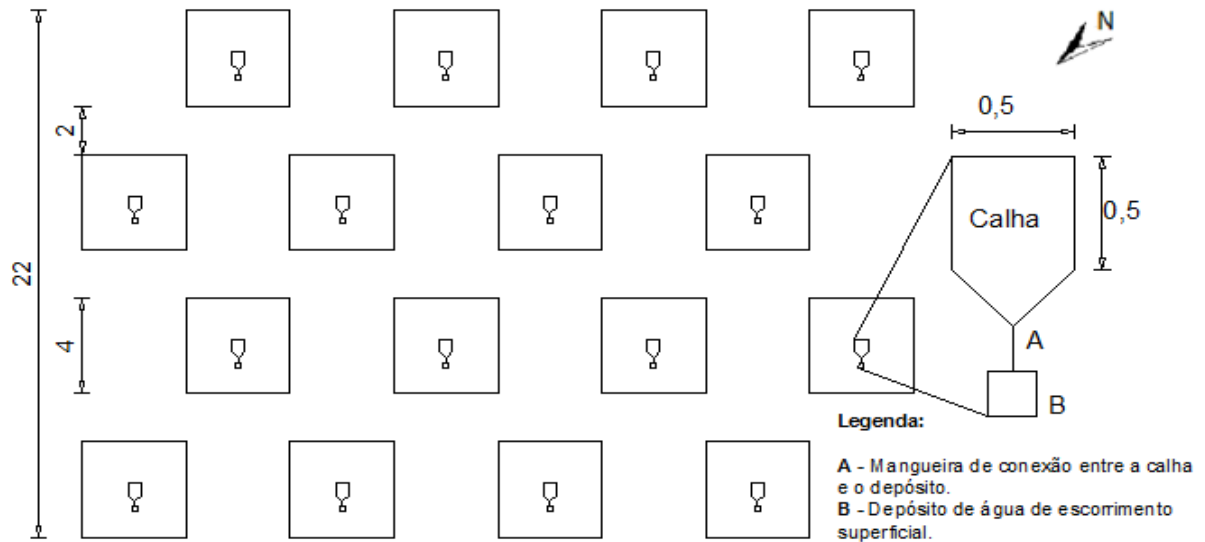 N
0,5
2
0,5
Calha
22
4
A
B
Legenda:
A - Mangueira de conexão entre a calha
e o depósito.
B - Depósito de água de escorrimento
superficial.